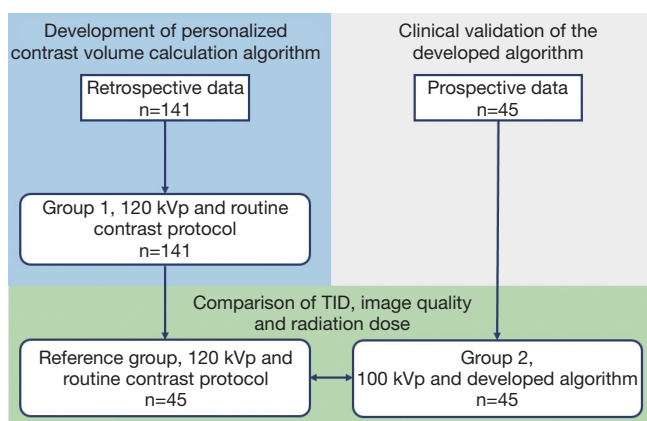 Development of personalized
contrast volume calculation algorithm
Retrospective data
n=141
Group 1, 120 kVp and routine
contrast protocol
n=141
Clinical validation of the
developed algorithm
Prospective data
n=45
Comparison of TID, image quality
and radiation dose
Reference group, 120 kVp and
routine contrast protocol
n=45
Group 2,
100 kVp and developed algorithm
n=45